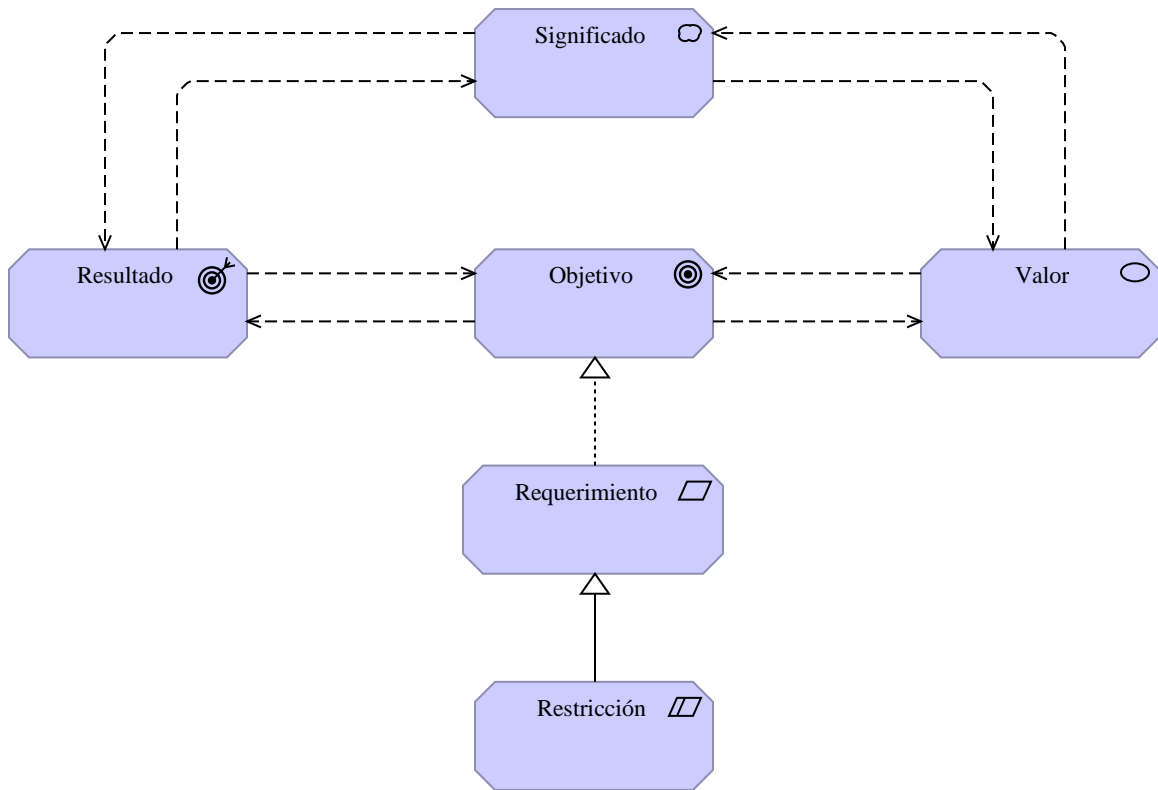 Significado
Resultado
Objetivo
Valor
Requerimiento
Restricción